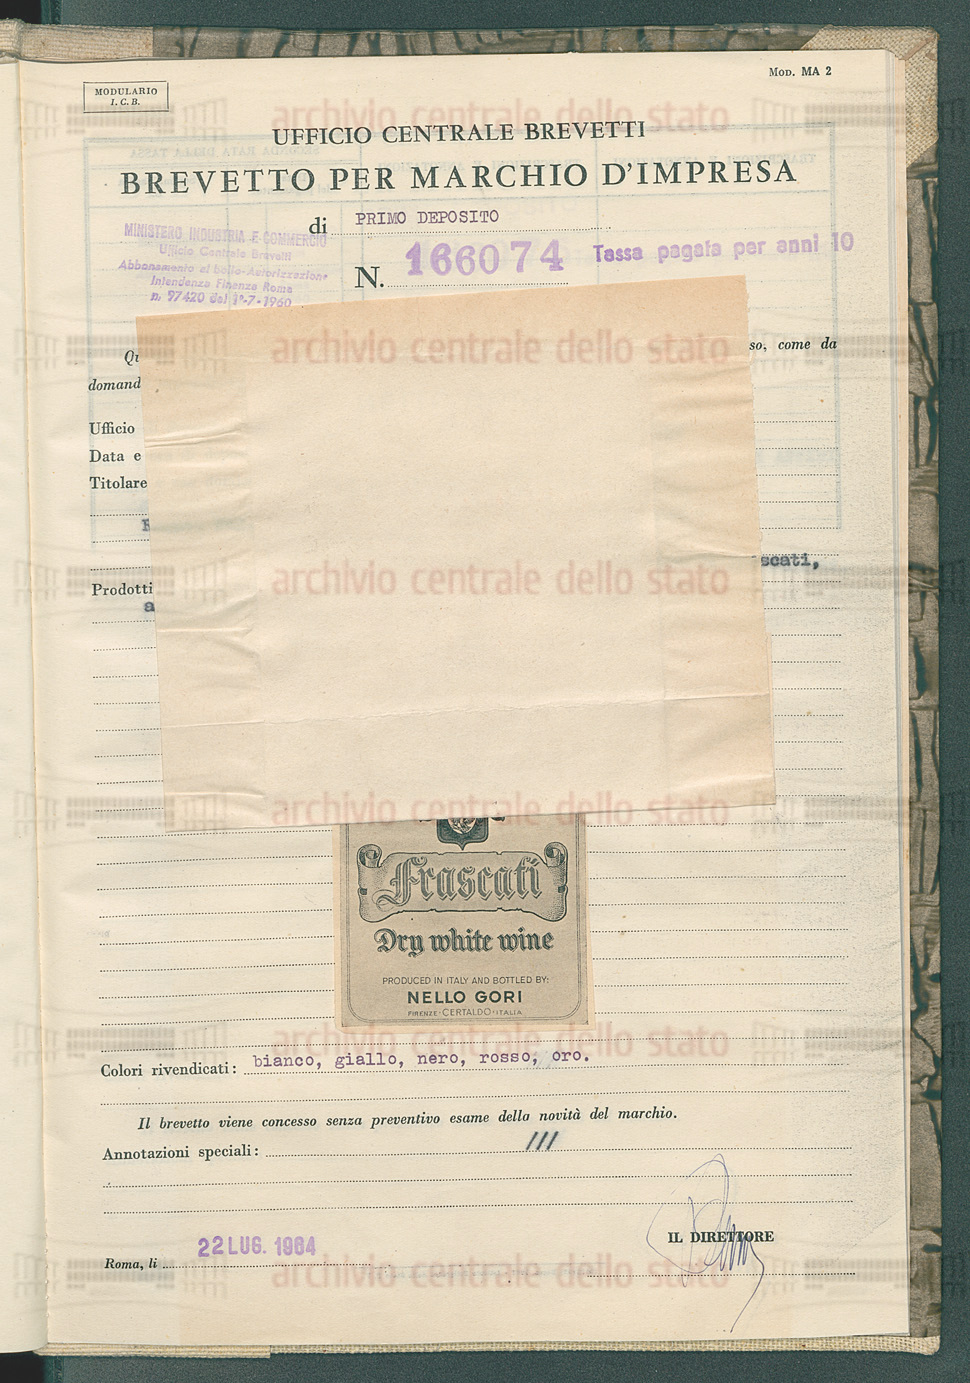 MOD. MA 2
MODULARIO
I. C. B.
UFFICIO CENTRALE BREVETTI
BREVETTO PER MARCHIO D'IMPRESA
di PRIMO DEPOSITO
MINISTERO INDUSTRIA E COMMERCIO
Ufficio Centrale Brevetti
Abbonamento al bollo-Autorizzazione
Intendenza Finanza Roma
n. 97420 del 1°-7-1960
N. 166074
Tassa pagata per anni 10
so, come da
domand
Ufficio
Data e
Titolare
scati,
Prodotti
a
Frascati
Dry white wine
PRODUCED IN ITALY AND BOTTLED BY:
NELLO GORI
FIRENZE-CERTALDO-ITALIA
Colori rivendicati: bianco, giallo, nero, rosso, oro.
Il brevetto viene concesso senza preventivo esame della novità del marchio.
Annotazioni speciali: ///
IL DIRETTORE
Roma, li 22 LUG. 1964
archivio centrale dello stato
archivio centrale dello stato
archivio centrale dello stato
archivio centrale dello stato
archivio centrale dello stato
archivio centrale dello stato